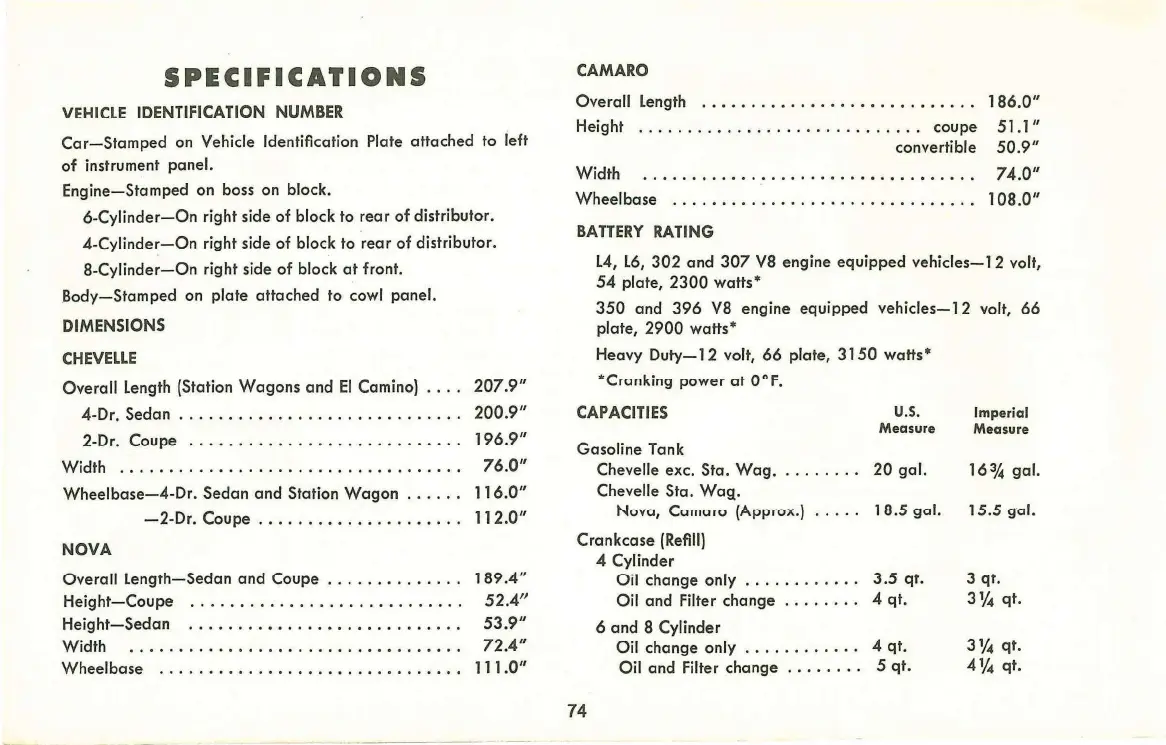 SPECIFICATIONS
VEHICLE IDENTIFICATION NUMBER
Car—Stamped on Vehicle Identification Plate attached to left
of instrument panel.
Engine—Stamped on boss on block.
6-Cylinder—On right side of block to rear of distributor.
4-Cylinder—On right side of block to rear of distributor.
8-Cylinder—On right side of block at front.
Body—Stamped on plate attached to cowl panel.
DIMENSIONS
CHEVELLE
Overall Length (Station Wagons and El Camino) .... 207.9"
4-Dr. Sedan ............................. 200.9"
2-Dr. Coupe ............................ 196.9"
Width ................................... 76.0"
Wheelbase—4-Dr. Sedan and Station Wagon ...... 116.0"
—2-Dr. Coupe ..................... 112.0"
NOVA
Overall Length—Sedan and Coupe .............. 189.4"
Height—Coupe ............................ 52.4"
Height—Sedan ............................ 53.9"
Width .................................. 72.4"
Wheelbase ............................... 111.0"
CAMARO
Overall Length ............................ 186.0"
Height ............................. coupe 51.1"
convertible 50.9"
Width .................................. 74.0"
Wheelbase ............................... 108.0"
BATTERY RATING
L4, L6, 302 and 307 V8 engine equipped vehicles—12 volt,
54 plate, 2300 watts*
350 and 396 V8 engine equipped vehicles—12 volt, 66
plate, 2900 watts*
Heavy Duty—12 volt, 66 plate, 3150 watts*
*Cranking power at 0°F.
CAPACITIES U.S. Measure Imperial Measure
Gasoline Tank
Chevelle exc. Sta. Wag. ........ 20 gal. 16¾ gal.
Chevelle Sta. Wag.
Nova, Camaro (Approx.) ..... 18.5 gal. 15.5 gal.
Crankcase (Refill)
4 Cylinder
Oil change only ............ 3.5 qt. 3 qt.
Oil and Filter change ........ 4 qt. 3¼ qt.
6 and 8 Cylinder
Oil change only ............ 4 qt. 3¼ qt.
Oil and Filter change ........ 5 qt. 4¼ qt.
74